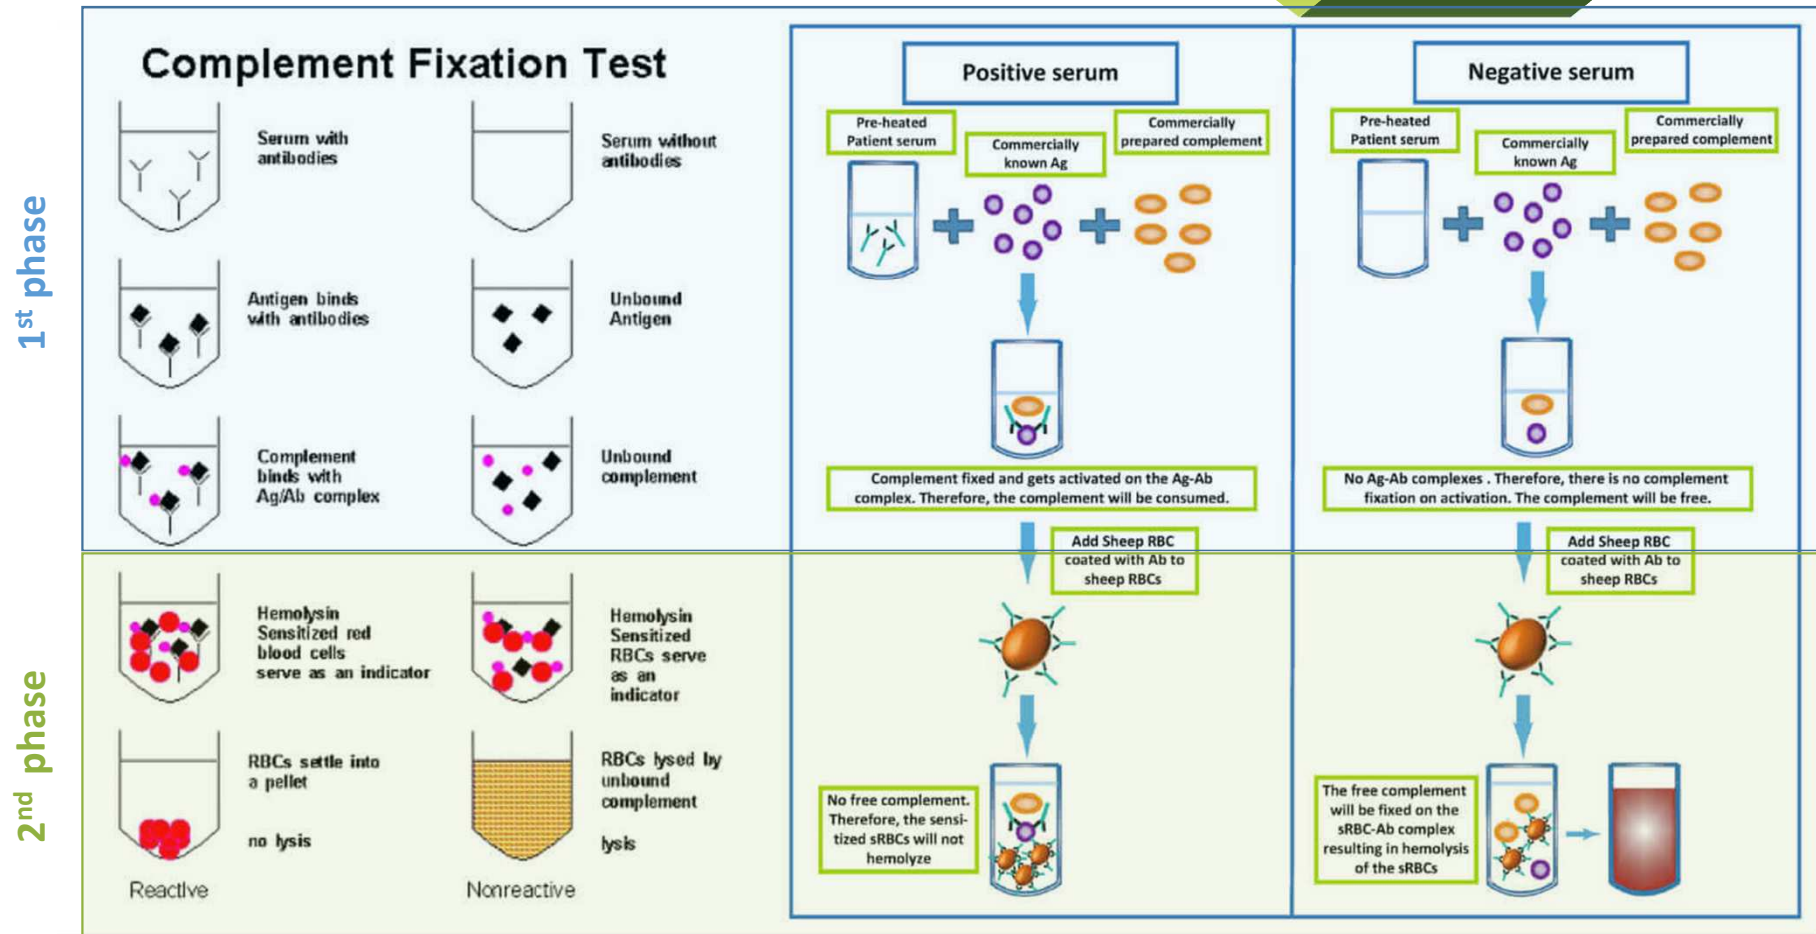 Complement Fixation Test
1st phase
Serum with
antibodies
Serum without
antibodies
Antigen binds
with antibodies
Unbound
Antigen
Complement
binds with
Ag/Ab complex
Unbound
complement
2nd phase
Hemolysin
Sensitized red
blood cells
serve as an indicator
Hemolysin
Sensitized
RBCs serve
as an
indicator
RBCs settle into
a pellet
no lysis
RBCs lysed by
unbound
complement
lysis
Reactive
Nonreactive
Positive serum
Pre-heated
Patient serum
Commercially
known Ag
Commercially
prepared complement
Complement fixed and gets activated on the Ag-Ab
complex. Therefore, the complement will be consumed.
Add Sheep RBC
coated with Ab to
sheep RBCs
No free complement.
Therefore, the sensi-
tized sRBCs will not
hemolyze
Negative serum
Pre-heated
Patient serum
Commercially
known Ag
Commercially
prepared complement
No Ag-Ab complexes . Therefore, there is no complement
fixation on activation. The complement will be free.
Add Sheep RBC
coated with Ab to
sheep RBCs
The free complement
will be fixed on the
sRBC-Ab complex
resulting in hemolysis
of the sRBCs